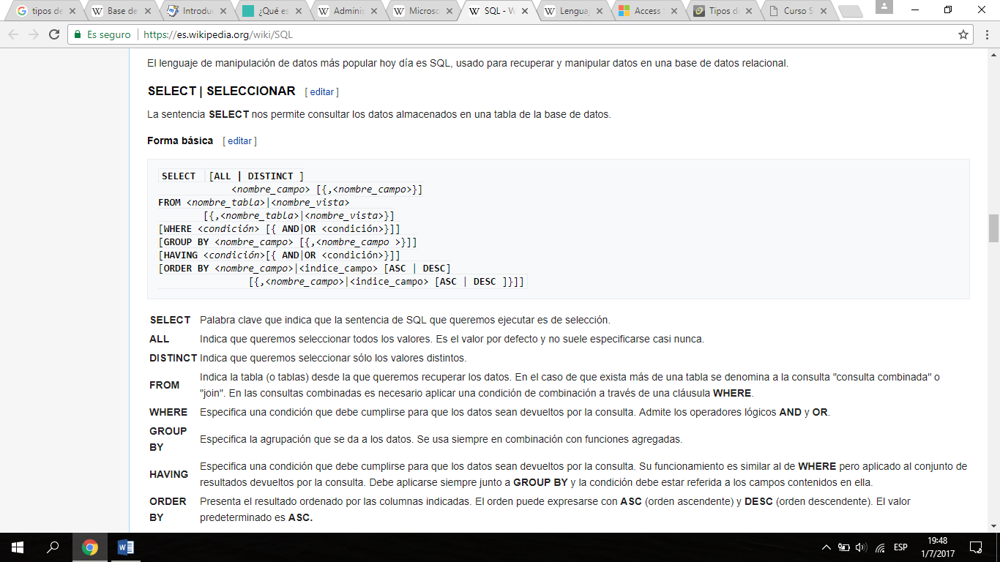 tipos de
Base de
Introdu
¿Qué es
Adminis
Microso
SQL - W
Lenguaj
Access
Tipos d
Curso S
Es seguro
https://es.wikipedia.org/wiki/SQL
El lenguaje de manipulación de datos más popular hoy día es SQL, usado para recuperar y manipular datos en una base de datos relacional.
SELECT | SELECCIONAR [ editar ]
La sentencia SELECT nos permite consultar los datos almacenados en una tabla de la base de datos.
Forma básica [ editar ]
SELECT [ALL | DISTINCT ]
<nombre_campo> [{,<nombre_campo>}]
FROM <nombre_tabla>|<nombre_vista>
[{,<nombre_tabla>|<nombre_vista>}]
[WHERE <condición> [{ AND|OR <condición>}]]
[GROUP BY <nombre_campo> [{,<nombre_campo >}]]
[HAVING <condición>[{ AND|OR <condición>}]]
[ORDER BY <nombre_campo>|<indice_campo> [ASC | DESC]
[{,<nombre_campo>|<indice_campo> [ASC | DESC ]}]]
SELECT Palabra clave que indica que la sentencia de SQL que queremos ejecutar es de selección.
ALL Indica que queremos seleccionar todos los valores. Es el valor por defecto y no suele especificarse casi nunca.
DISTINCT Indica que queremos seleccionar sólo los valores distintos.
FROM Indica la tabla (o tablas) desde la que queremos recuperar los datos. En el caso de que exista más de una tabla se denomina a la consulta "consulta combinada" o
"join". En las consultas combinadas es necesario aplicar una condición de combinación a través de una cláusula WHERE.
WHERE Especifica una condición que debe cumplirse para que los datos sean devueltos por la consulta. Admite los operadores lógicos AND y OR.
GROUP
BY
Especifica la agrupación que se da a los datos. Se usa siempre en combinación con funciones agregadas.
HAVING Especifica una condición que debe cumplirse para que los datos sean devueltos por la consulta. Su funcionamiento es similar al de WHERE pero aplicado al conjunto de
resultados devueltos por la consulta. Debe aplicarse siempre junto a GROUP BY y la condición debe estar referida a los campos contenidos en ella.
ORDER
BY
Presenta el resultado ordenado por las columnas indicadas. El orden puede expresarse con ASC (orden ascendente) y DESC (orden descendente). El valor
predeterminado es ASC.
ESP
19:48
1/7/2017